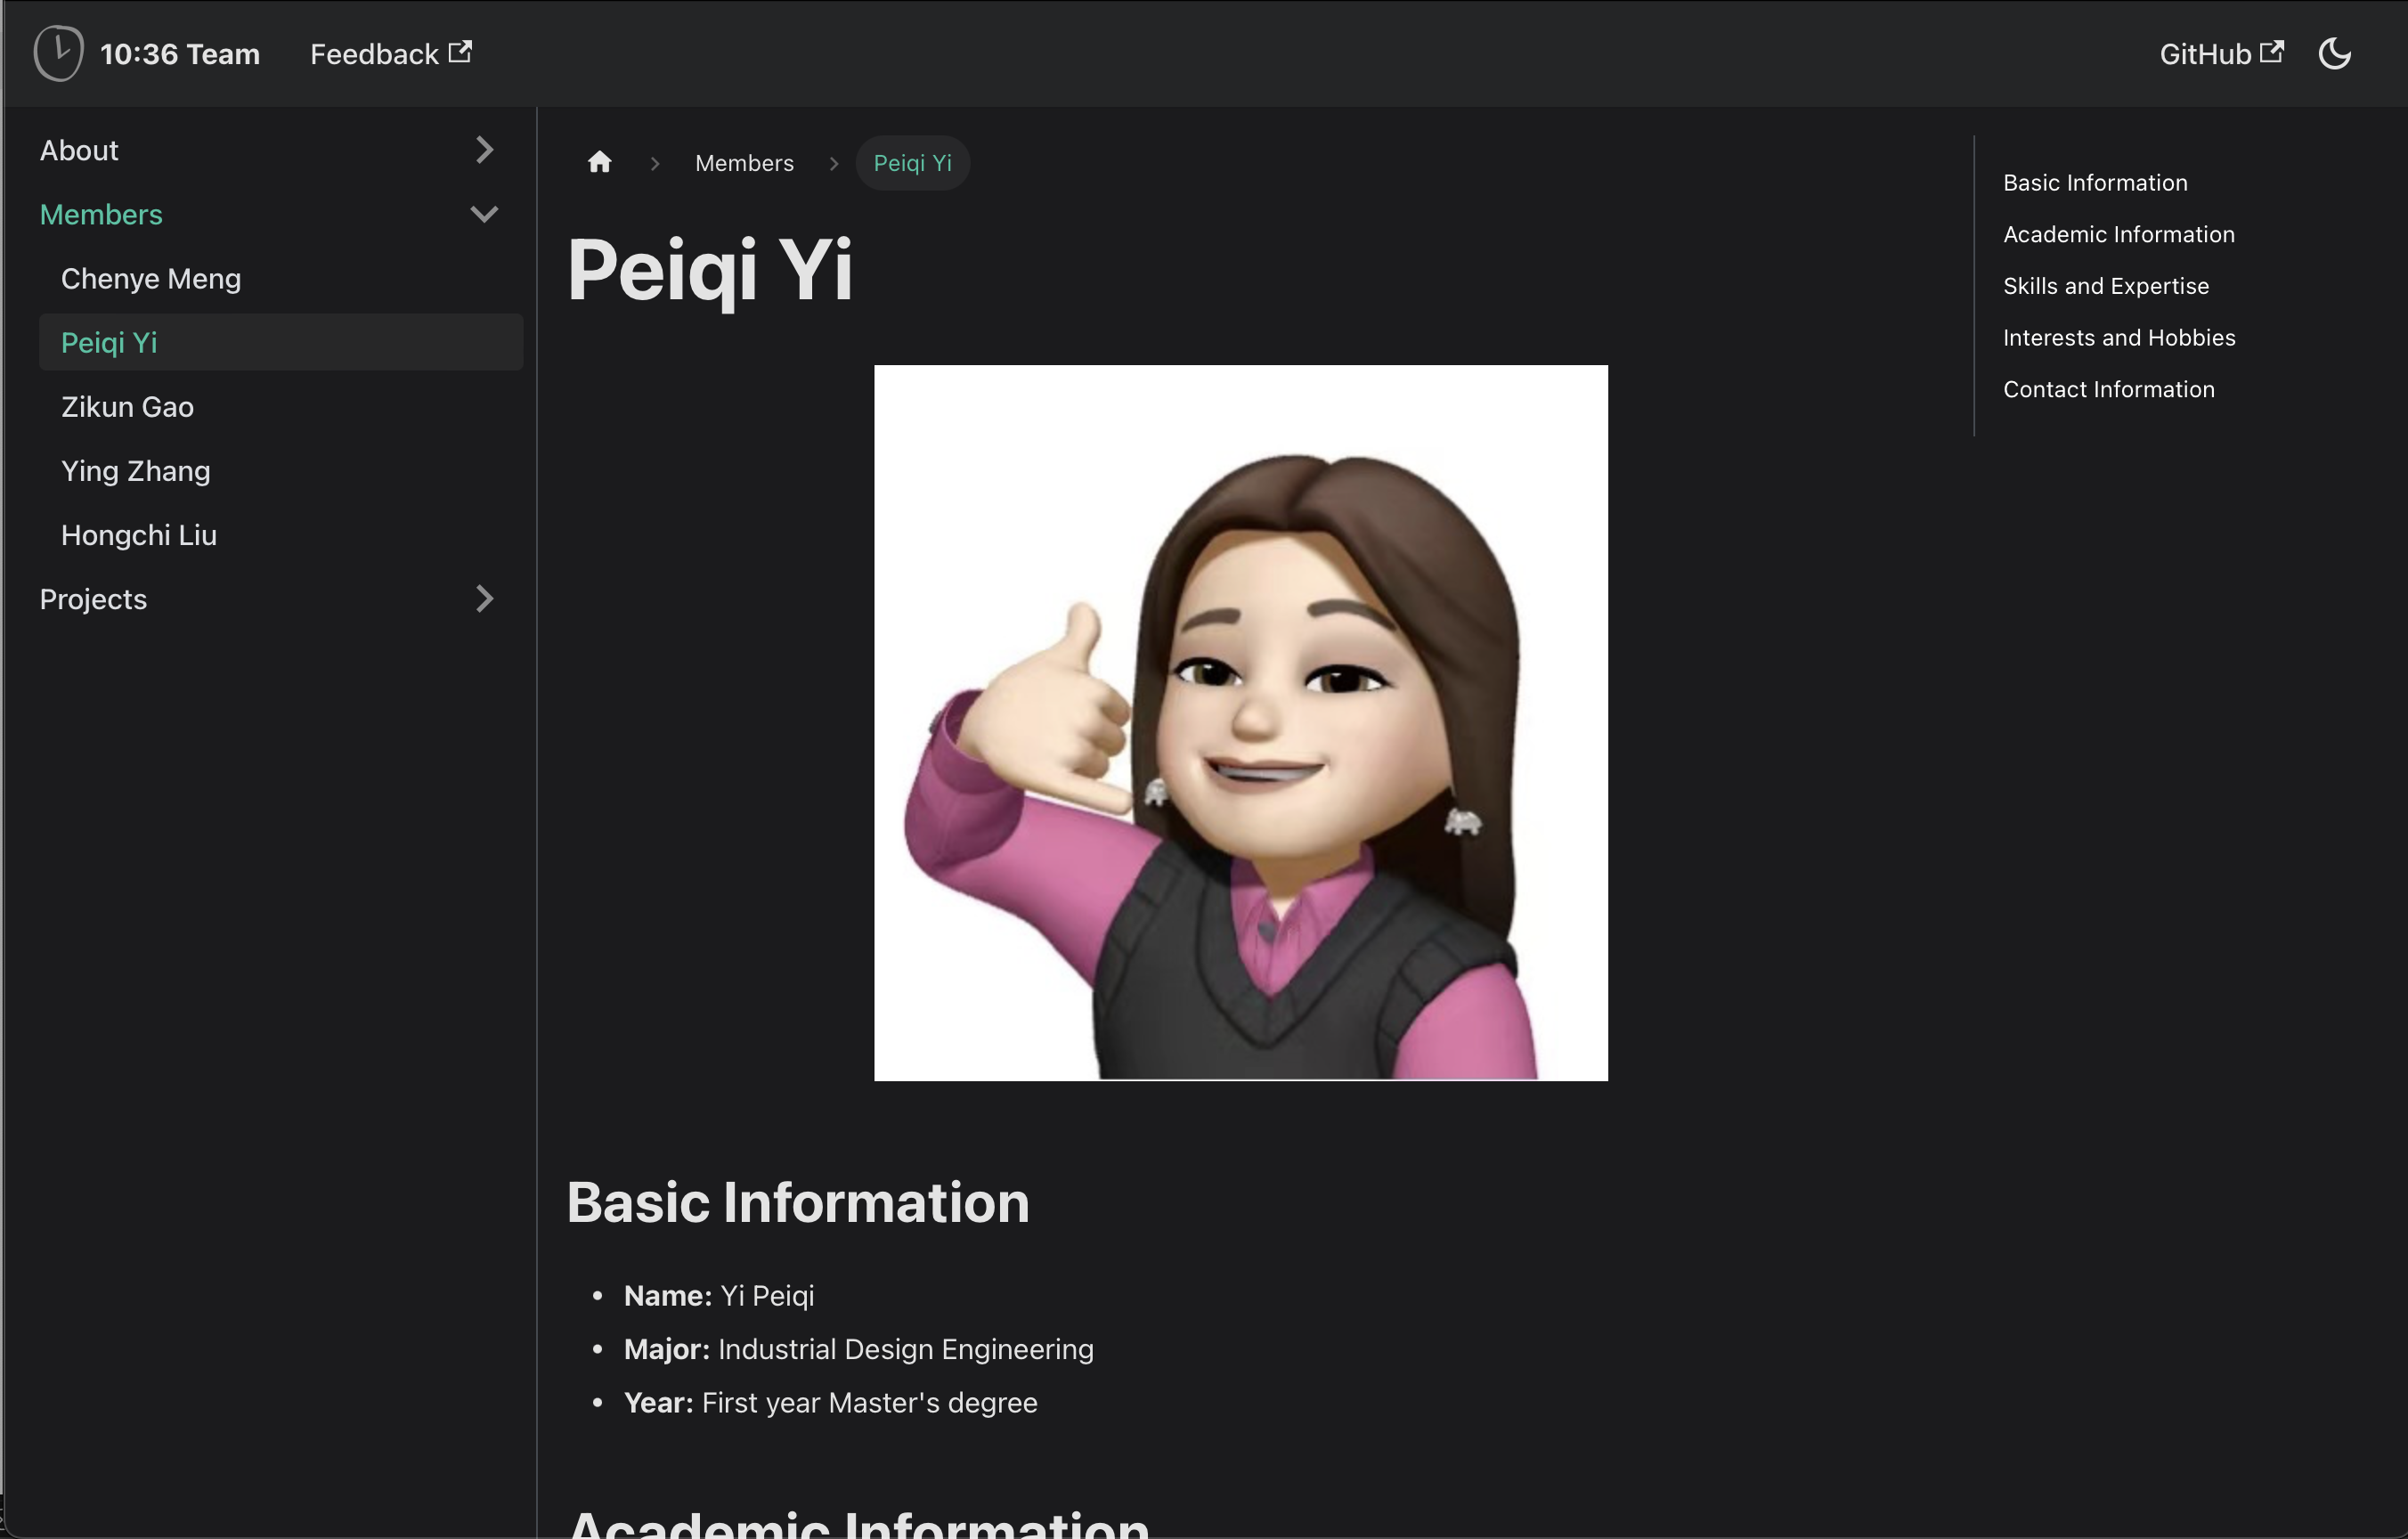 10:36 Team
Feedback
GitHub
About
Members
Chenye Meng
Peiqi Yi
Zikun Gao
Ying Zhang
Hongchi Liu
Projects
Members
Peiqi Yi
Peiqi Yi
Basic Information
Name: Yi Peiqi
Major: Industrial Design Engineering
Year: First year Master's degree
Academic Information
Basic Information
Academic Information
Skills and Expertise
Interests and Hobbies
Contact Information